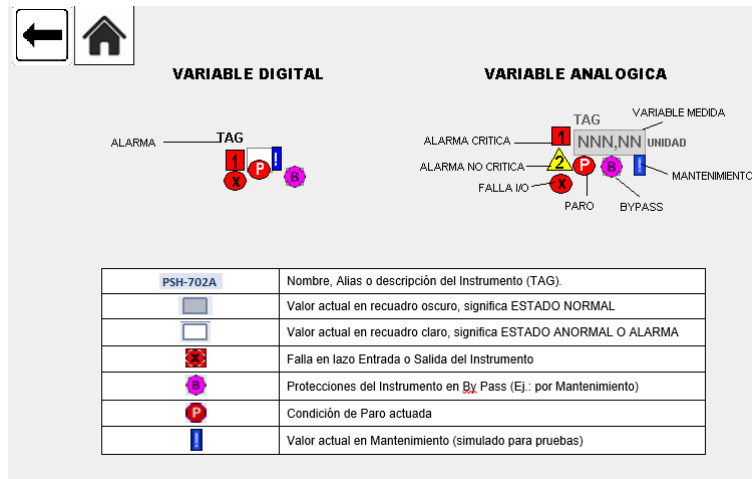 VARIABLE DIGITAL
VARIABLE ANALOGICA
ALARMA
TAG
1
P
!
X
B
TAG
VARIABLE MEDIDA
ALARMA CRITICA
1
NNN,NN
UNIDAD
ALARMA NO CRITICA
2
P
B
!
MANTENIMIENTO
FALLA I/O
X
PARO
BYPASS
PSH-702A
Nombre, Alias o descripción del Instrumento (TAG).
Valor actual en recuadro oscuro, significa ESTADO NORMAL
Valor actual en recuadro claro, significa ESTADO ANORMAL O ALARMA
X
Falla en lazo Entrada o Salida del Instrumento
B
Protecciones del Instrumento en By Pass (Ej.: por Mantenimiento)
P
Condición de Paro actuada
!
Valor actual en Mantenimiento (simulado para pruebas)